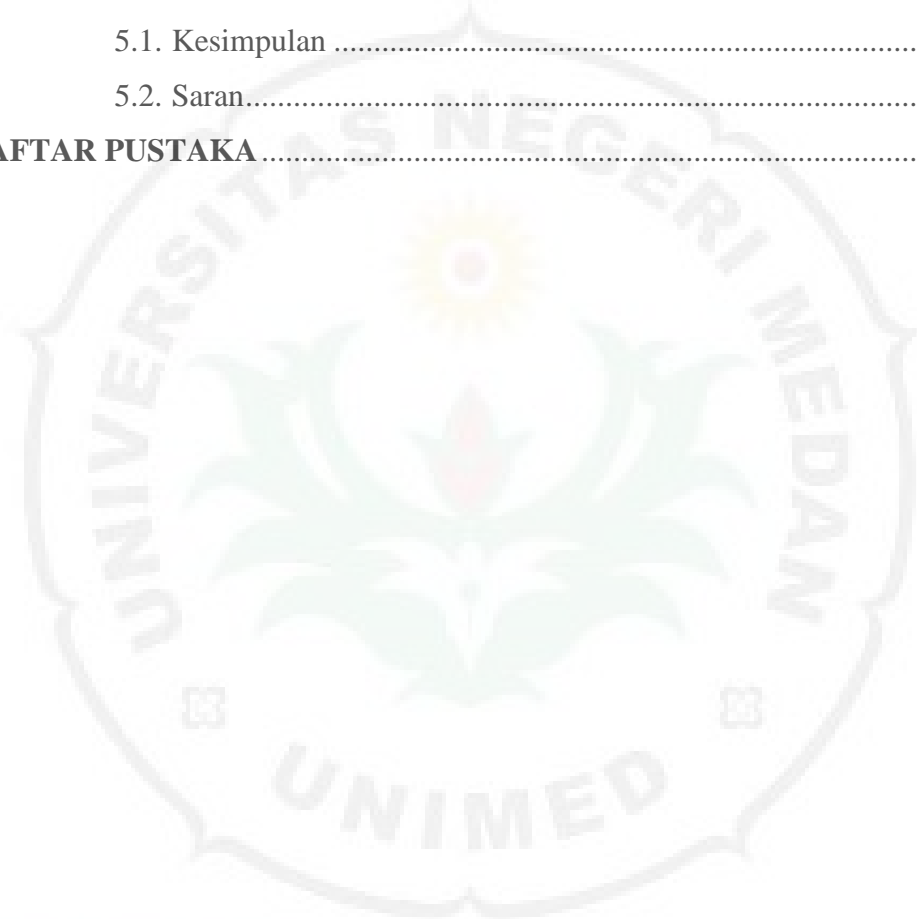 5.1. Kesimpulan ........................................................................
5.2. Saran...................................................................................
AFTAR PUSTAKA ................................................................................
UNIVERSITAS NEGERI MEDAN
UNIMED